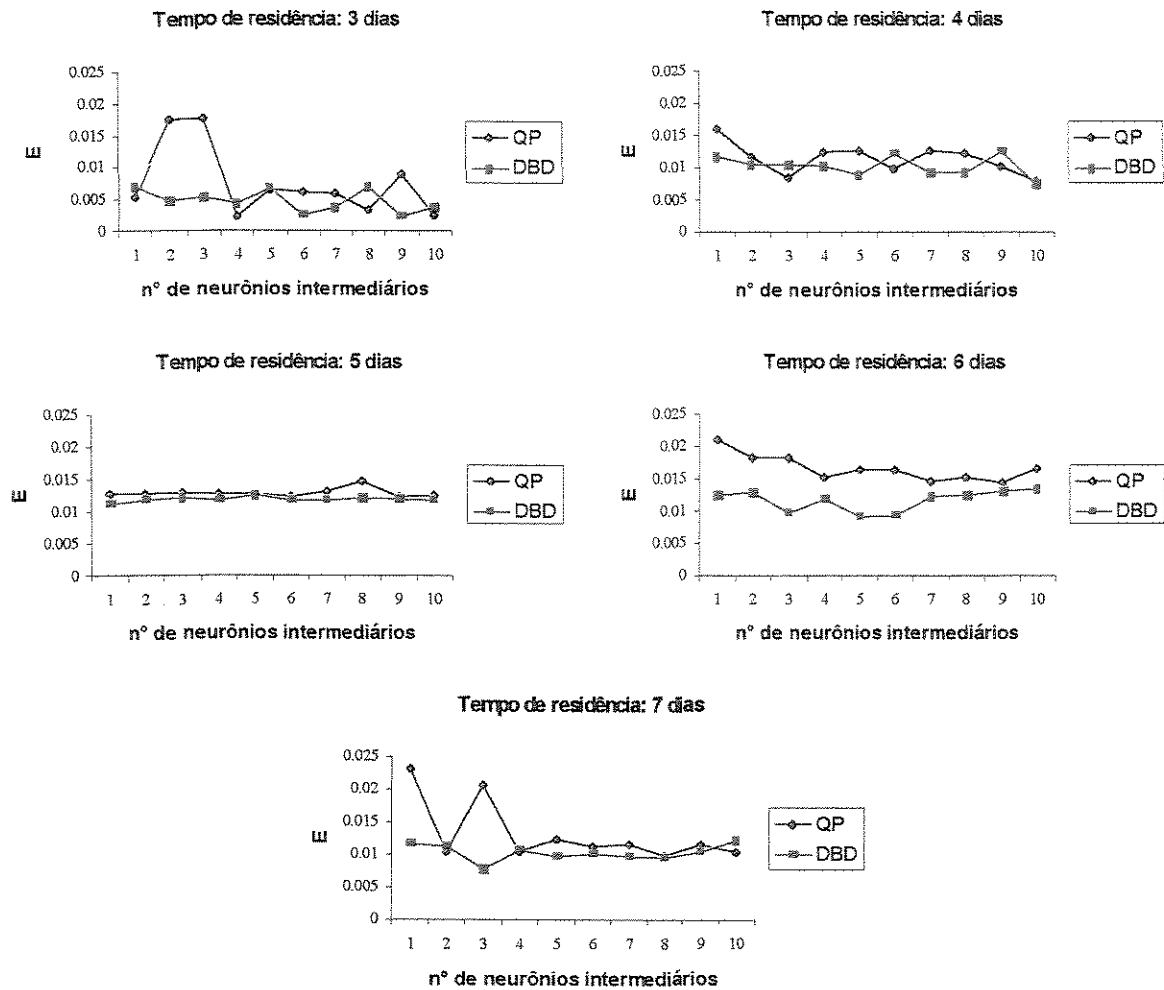 Tempo de residência: 3 dias
0.025
0.02
0.015
0.01
0.005
0
E
1 2 3 4 5 6 7 8 9 10
n° de neurônios intermediários
QP
DBD
Tempo de residência: 4 dias
0.025
0.02
0.015
0.01
0.005
0
E
1 2 3 4 5 6 7 8 9 10
n° de neurônios intermediários
QP
DBD
Tempo de residência: 5 dias
0.025
0.02
0.015
0.01
0.005
0
E
1 2 3 4 5 6 7 8 9 10
n° de neurônios intermediários
QP
DBD
Tempo de residência: 6 dias
0.025
0.02
0.015
0.01
0.005
0
E
1 2 3 4 5 6 7 8 9 10
n° de neurônios intermediários
QP
DBD
Tempo de residência: 7 dias
0.025
0.02
0.015
0.01
0.005
0
E
1 2 3 4 5 6 7 8 9 10
n° de neurônios intermediários
QP
DBD